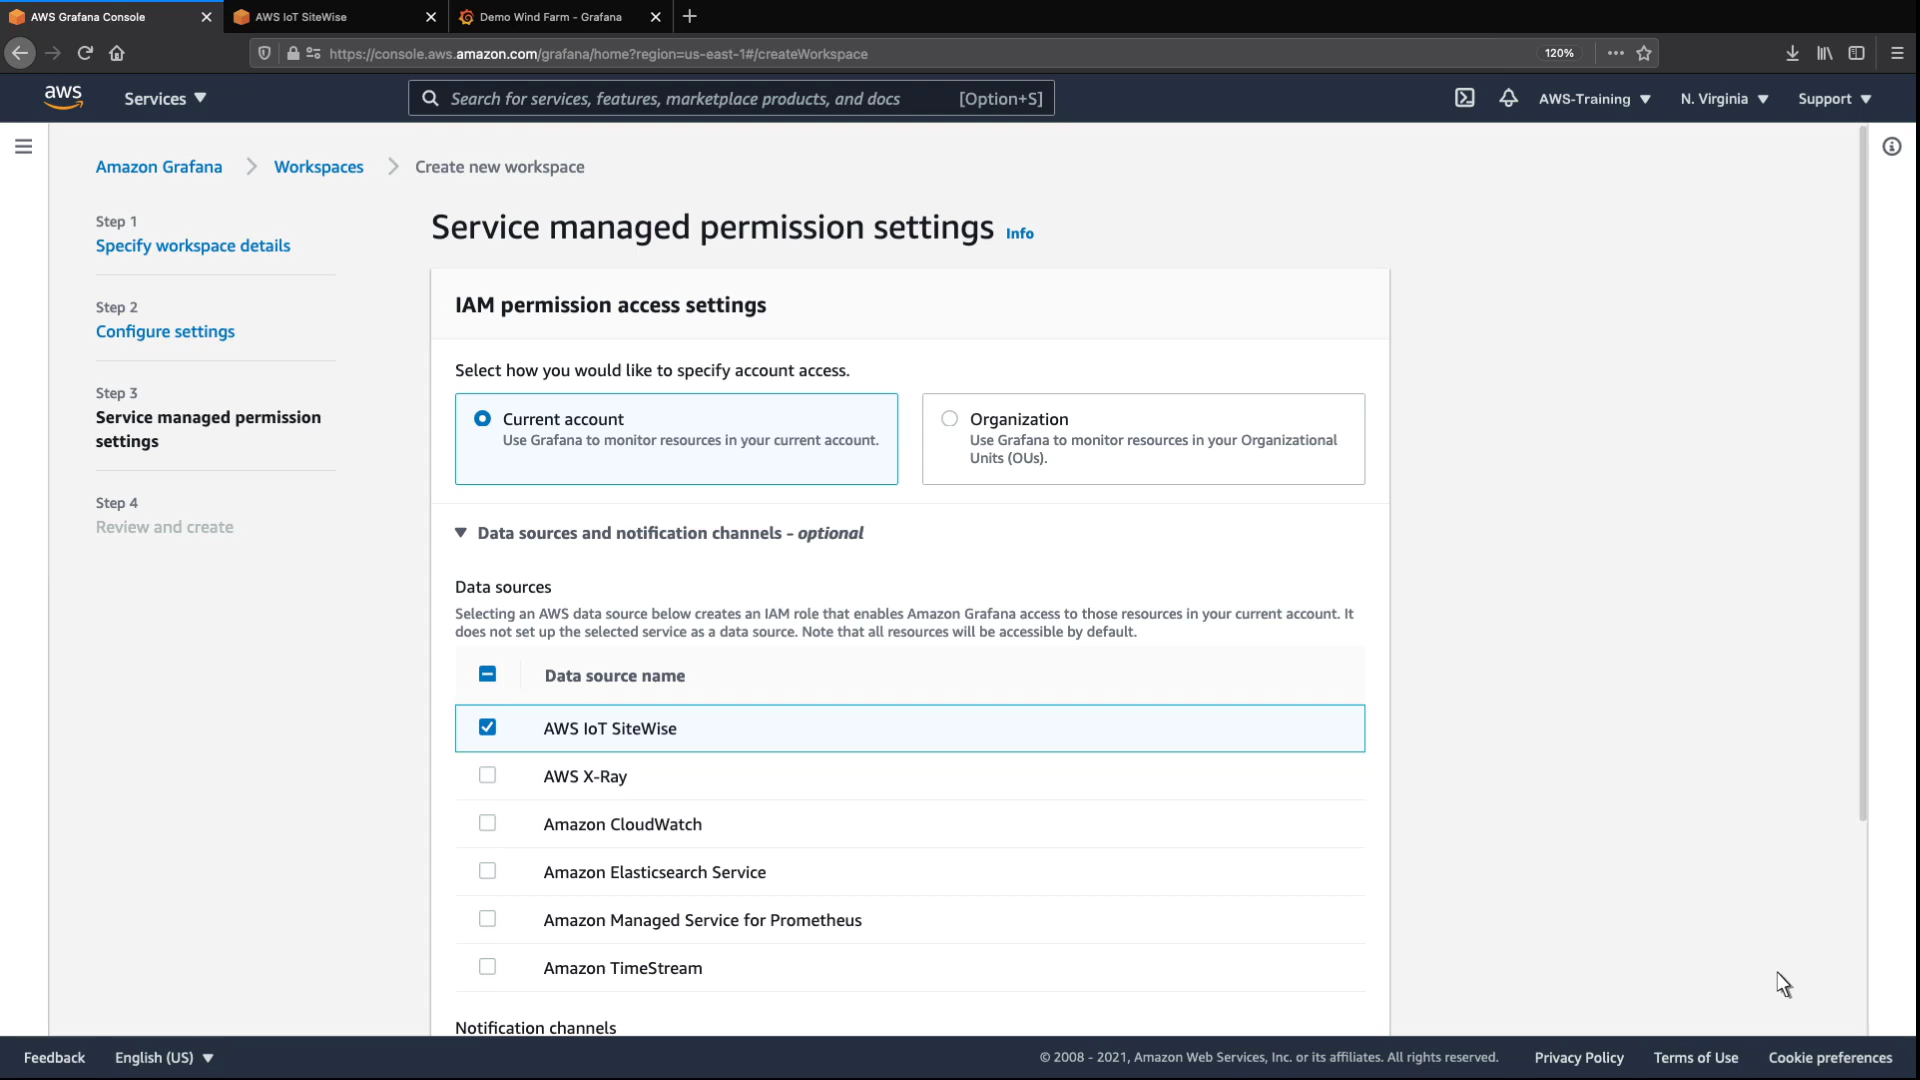 AWS Grafana Console
AWS IoT SiteWise
Demo Wind Farm - Grafana
https://console.aws.amazon.com/grafana/home?region=us-east-1#/createWorkspace
120%
aws
Services
Search for services, features, marketplace products, and docs
[Option+S]
AWS-Training
N. Virginia
Support
Amazon Grafana
Workspaces
Create new workspace
Step 1
Specify workspace details
Step 2
Configure settings
Step 3
Service managed permission
settings
Step 4
Review and create
Service managed permission settings Info
IAM permission access settings
Select how you would like to specify account access.
Current account
Use Grafana to monitor resources in your current account.
Organization
Use Grafana to monitor resources in your Organizational
Units (OUs).
Data sources and notification channels - optional
Data sources
Selecting an AWS data source below creates an IAM role that enables Amazon Grafana access to those resources in your current account. It
does not set up the selected service as a data source. Note that all resources will be accessible by default.
Data source name
AWS IoT SiteWise
AWS X-Ray
Amazon CloudWatch
Amazon Elasticsearch Service
Amazon Managed Service for Prometheus
Amazon TimeStream
Notification channels
Feedback
English (US)
© 2008 - 2021, Amazon Web Services, Inc. or its affiliates. All rights reserved.
Privacy Policy
Terms of Use
Cookie preferences